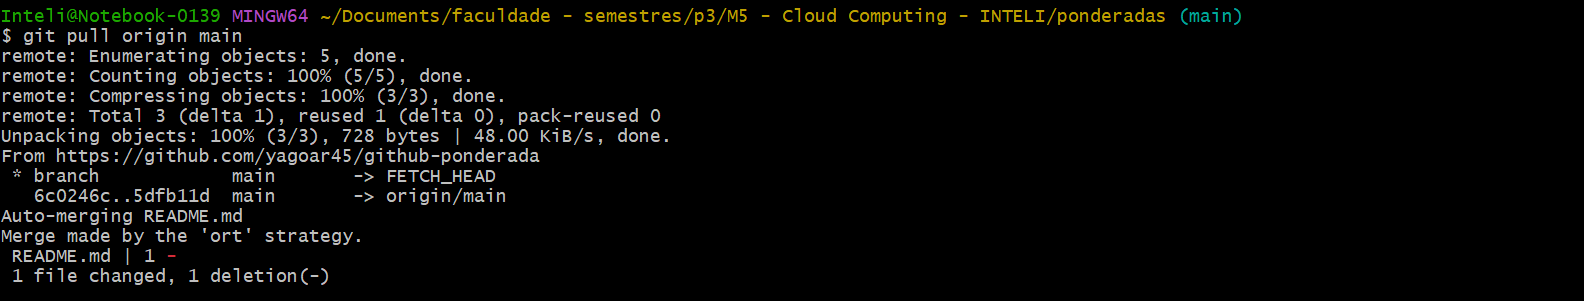 Inteli@Notebook-0139 MINGW64 ~/Documents/faculdade - semestres/p3/M5 - Cloud Computing - INTELI/ponderadas (main)
$ git pull origin main
remote: Enumerating objects: 5, done.
remote: Counting objects: 100% (5/5), done.
remote: Compressing objects: 100% (3/3), done.
remote: Total 3 (delta 1), reused 1 (delta 0), pack-reused 0
Unpacking objects: 100% (3/3), 728 bytes | 48.00 KiB/s, done.
From https://github.com/yagoar45/github-ponderada
 * branch            main       -> FETCH_HEAD
   6c0246c..5dfb11d  main       -> origin/main
Auto-merging README.md
Merge made by the 'ort' strategy.
 README.md | 1 -
 1 file changed, 1 deletion(-)